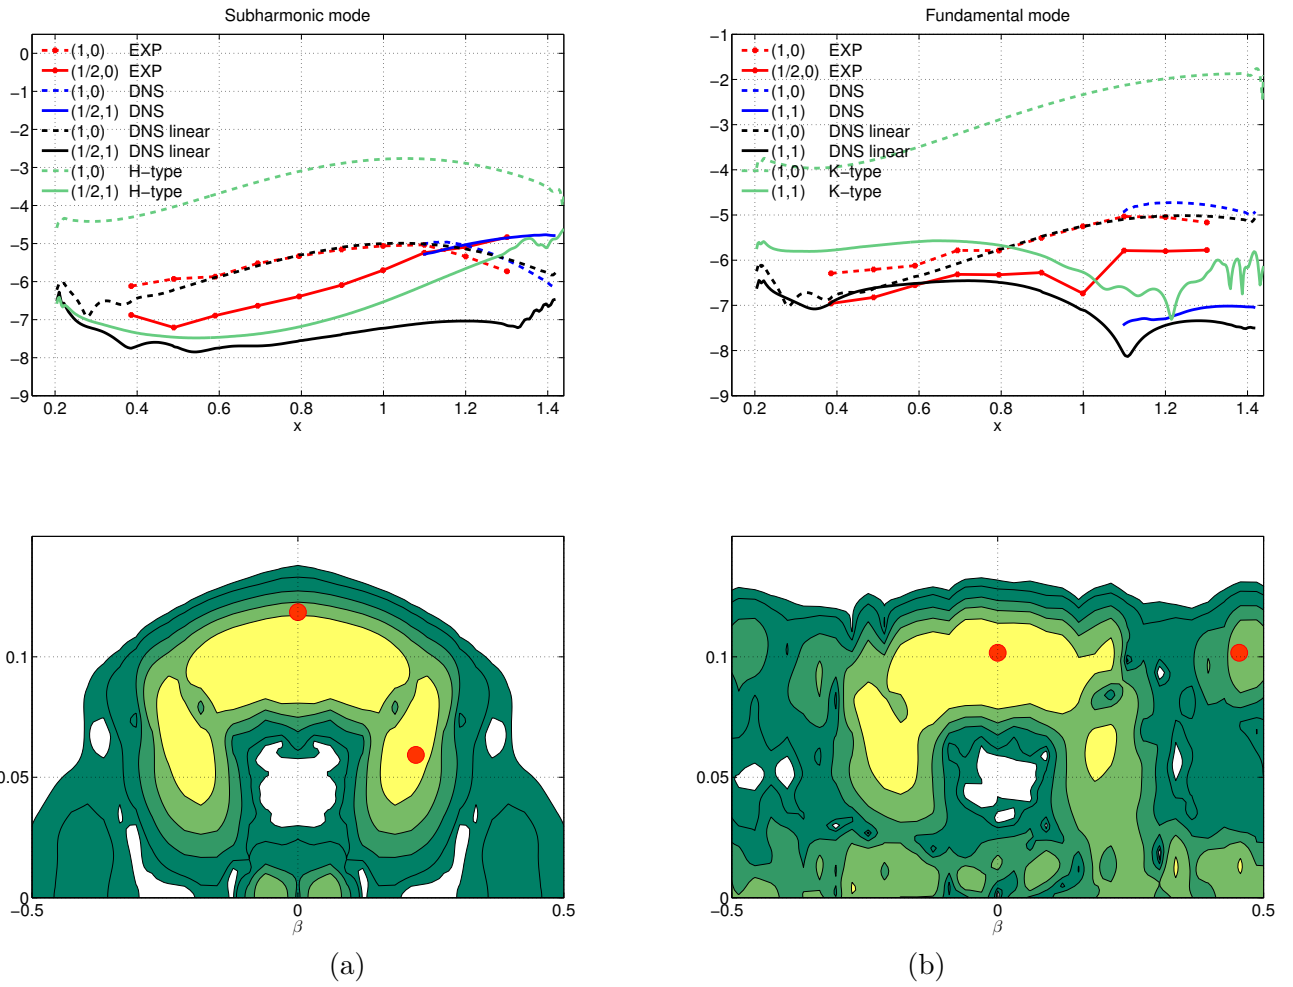 Subharmonic mode
0
−1
−2
−3
−4
−5
−6
−7
−8
−9
(1,0) EXP
(1/2,0) EXP
(1,0) DNS
(1/2,1) DNS
(1,0) DNS linear
(1/2,1) DNS linear
(1,0) H−type
(1/2,1) H−type
0.2 0.4 0.6 0.8 1 1.2 1.4
x
Fundamental mode
−1
−2
−3
−4
−5
−6
−7
−8
−9
(1,0) EXP
(1/2,0) EXP
(1,0) DNS
(1,1) DNS
(1,0) DNS linear
(1,1) DNS linear
(1,0) K−type
(1,1) K−type
0.2 0.4 0.6 0.8 1 1.2 1.4
x
0.1
0.05
0
−0.5 0 0.5
β
(a)
0.1
0.05
0
−0.5 0 0.5
β
(b)